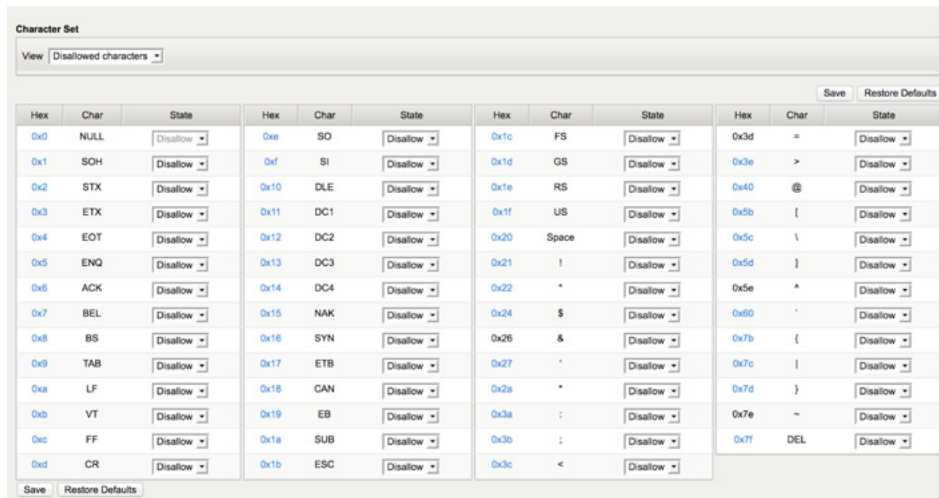 Character Set
View Disallowed characters
Save Restore Defaults
Hex Char State Hex Char State Hex Char State Hex Char State
0x0 NULL Disallow 0xe SO Disallow 0x1c FS Disallow 0x3d = Disallow
0x1 SOH Disallow 0xf SI Disallow 0x1d GS Disallow 0x3e > Disallow
0x2 STX Disallow 0x10 DLE Disallow 0x1e RS Disallow 0x40 @ Disallow
0x3 ETX Disallow 0x11 DC1 Disallow 0x1f US Disallow 0x5b [ Disallow
0x4 EOT Disallow 0x12 DC2 Disallow 0x20 Space Disallow 0x5c \ Disallow
0x5 ENQ Disallow 0x13 DC3 Disallow 0x21 ! Disallow 0x5d ] Disallow
0x6 ACK Disallow 0x14 DC4 Disallow 0x22 " Disallow 0x5e ^ Disallow
0x7 BEL Disallow 0x15 NAK Disallow 0x24 $ Disallow 0x60 ` Disallow
0x8 BS Disallow 0x16 SYN Disallow 0x26 & Disallow 0x7b { Disallow
0x9 TAB Disallow 0x17 ETB Disallow 0x27 ' Disallow 0x7c | Disallow
0xa LF Disallow 0x18 CAN Disallow 0x2a * Disallow 0x7d } Disallow
0xb VT Disallow 0x19 EB Disallow 0x3a : Disallow 0x7e ~ Disallow
0xc FF Disallow 0x1a SUB Disallow 0x3b ; Disallow 0x7f DEL Disallow
0xd CR Disallow 0x1b ESC Disallow 0x3c < Disallow
Save Restore Defaults